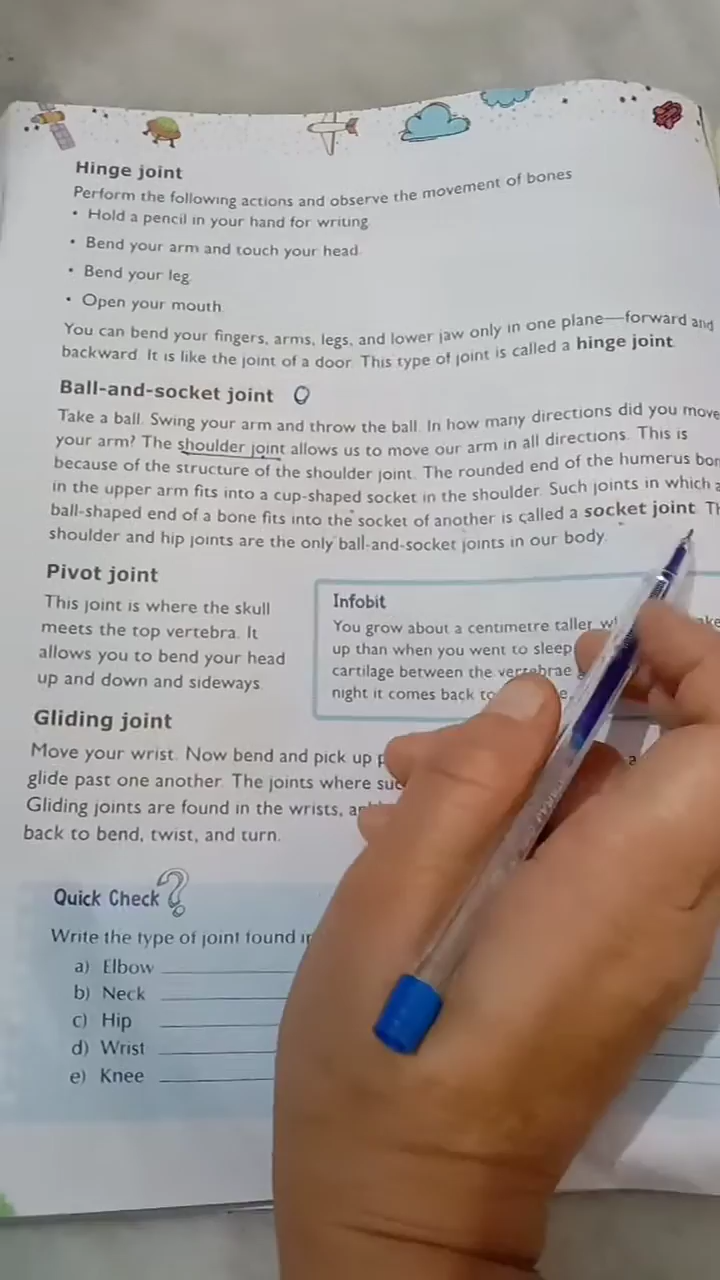 Hinge joint
Perform the following actions and observe the movement of bones
• Hold a pencil in your hand for writing
• Bend your arm and touch your head
• Bend your leg
• Open your mouth
You can bend your fingers, arms, legs, and lower jaw only in one plane—forward and
backward. It is like the joint of a door. This type of joint is called a hinge joint
Ball-and-socket joint
Take a ball. Swing your arm and throw the ball. In how many directions did you move
your arm? The shoulder joint allows us to move our arm in all directions. This is
because of the structure of the shoulder joint. The rounded end of the humerus
in the upper arm fits into a cup-shaped socket in the shoulder. Such joints in which
ball-shaped end of a bone fits into the socket of another is called a socket joint.
shoulder and hip joints are the only ball-and-socket joints in our body.
Pivot joint
This joint is where the skull
meets the top vertebra. It
allows you to bend your head
up and down and sideways
Infobit
You grow about a centimetre taller
up than when you went to sleep
cartilage between the vertebrae
night it comes back to
Gliding joint
Move your wrist. Now bend and pick up
glide past one another. The joints where
Gliding joints are found in the wrists,
back to bend, twist, and turn.
Quick Check ?
Write the type of joint found
a) Elbow
b) Neck
c) Hip
d) Wrist
e) Knee